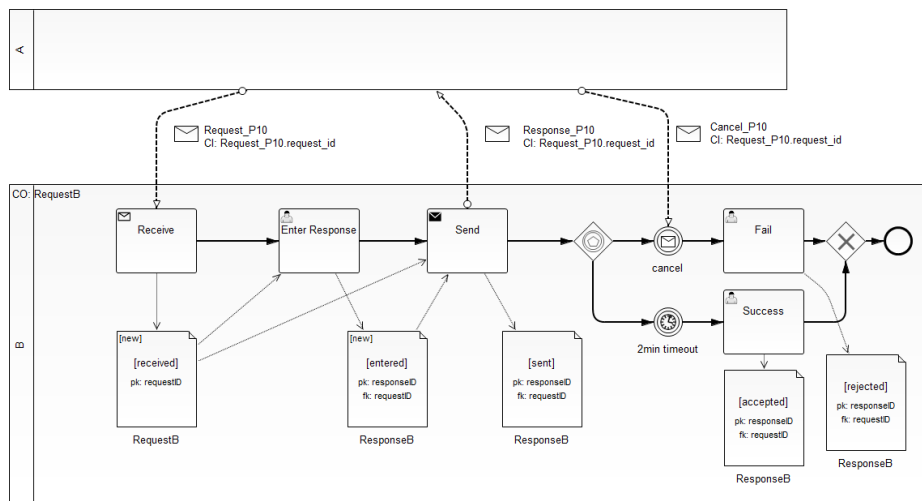 A
Request_P10
CI: Request_P10.request_id
Response_P10
CI: Request_P10.request_id
Cancel_P10
CI: Request_P10.request_id
CO: RequestB
B
Receive
Enter Response
Send
Fail
cancel
Success
2min timeout
[new]
[received]
pk: requestID
RequestB
[new]
[entered]
pk: responseID
fk: requestID
ResponseB
[sent]
pk: responseID
fk: requestID
ResponseB
[accepted]
pk: responseID
fk: requestID
ResponseB
[rejected]
pk: responseID
fk: requestID
ResponseB